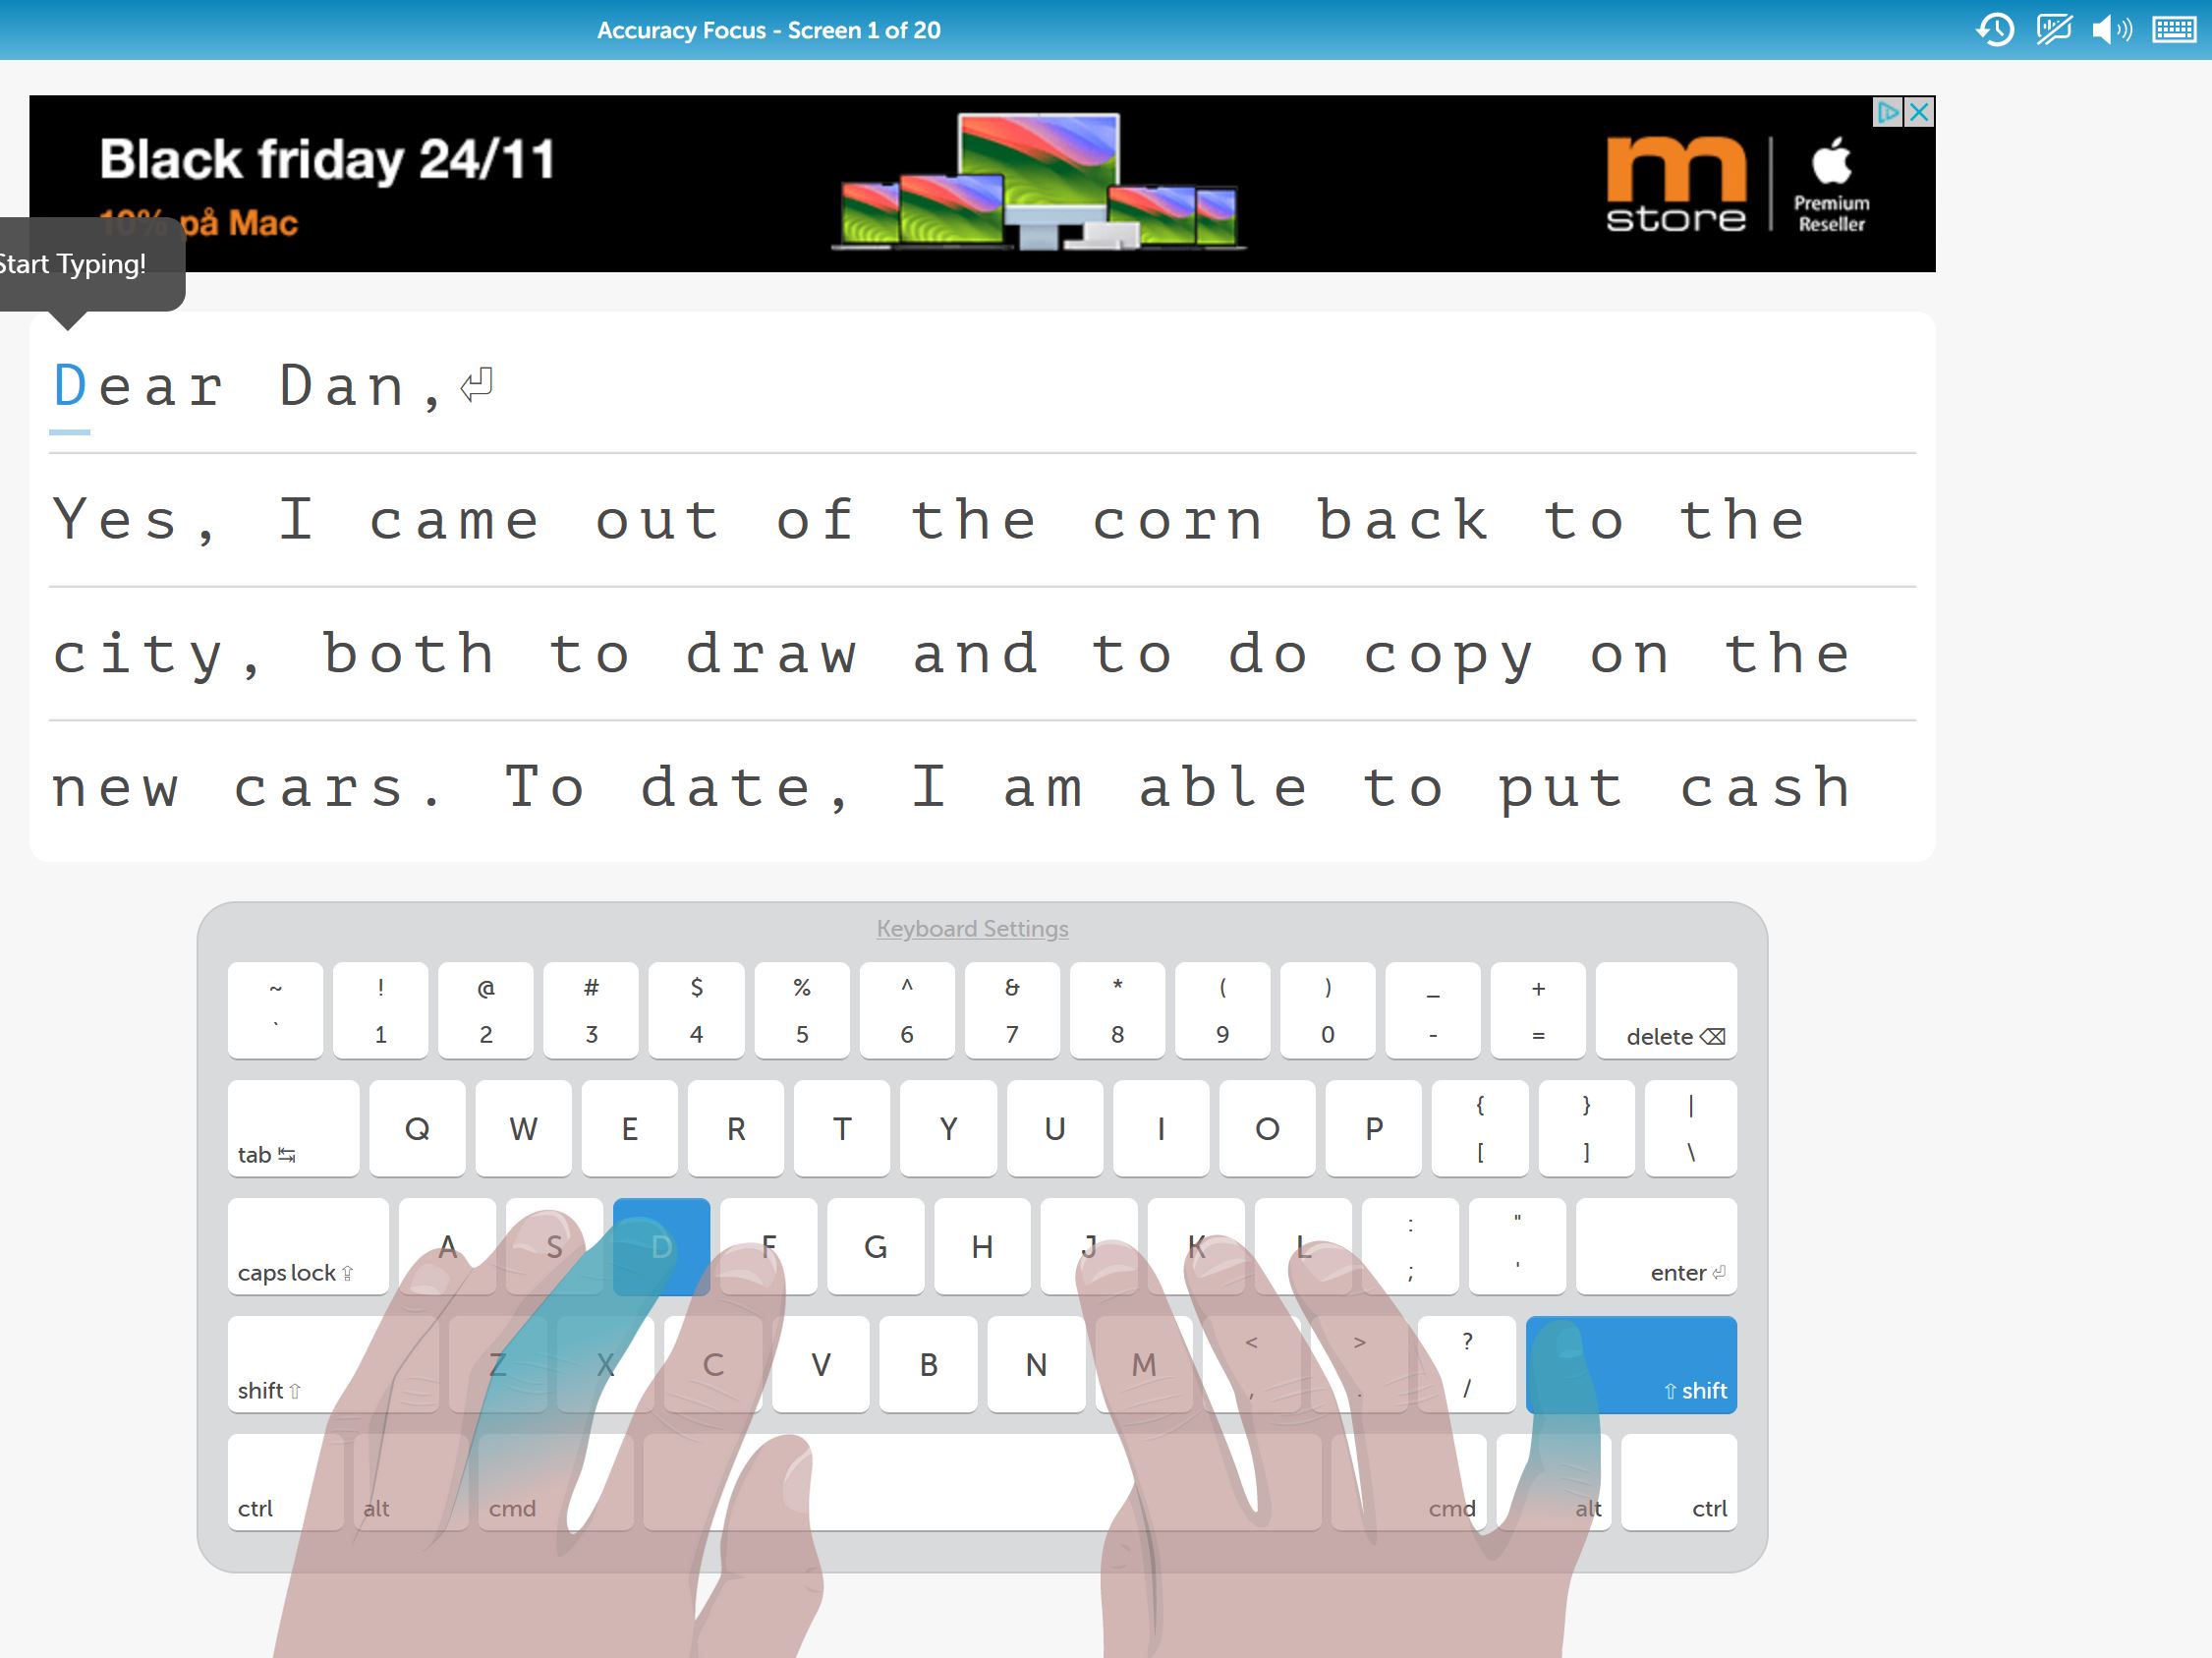 Accuracy Focus - Screen 1 of 20
Black friday 24/11
10% på Mac
m
store
Premium
Reseller
Start Typing!
Dear Dan,⏎
Yes, I came out of the corn back to the
city, both to draw and to do copy on the
new cars. To date, I am able to put cash
Keyboard Settings
~ ! @ # $ % ^ & * ( ) _ +
` 1 2 3 4 5 6 7 8 9 0 - = delete ⌫
{ } |
tab ↹ Q W E R T Y U I O P [ ] \
: "
caps lock ⇪ A S D F G H J K L ; ' enter ⏎
< > ?
shift ⇧ Z X C V B N M , . / ⇧ shift
ctrl alt cmd cmd alt ctrl